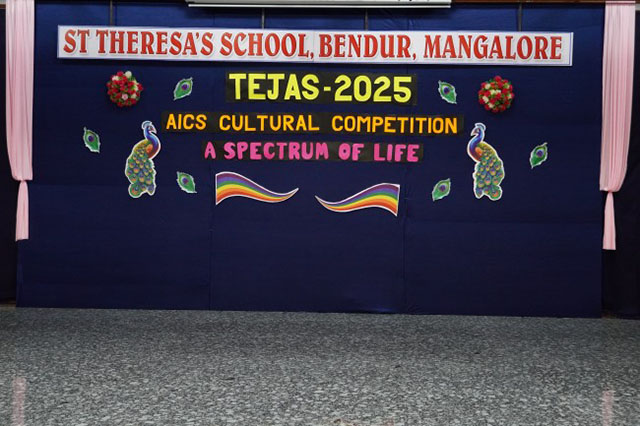 ST THERESA'S SCHOOL, BENDUR, MANGALORE
TEJAS-2025
AICS CULTURAL COMPETITION
A SPECTRUM OF LIFE